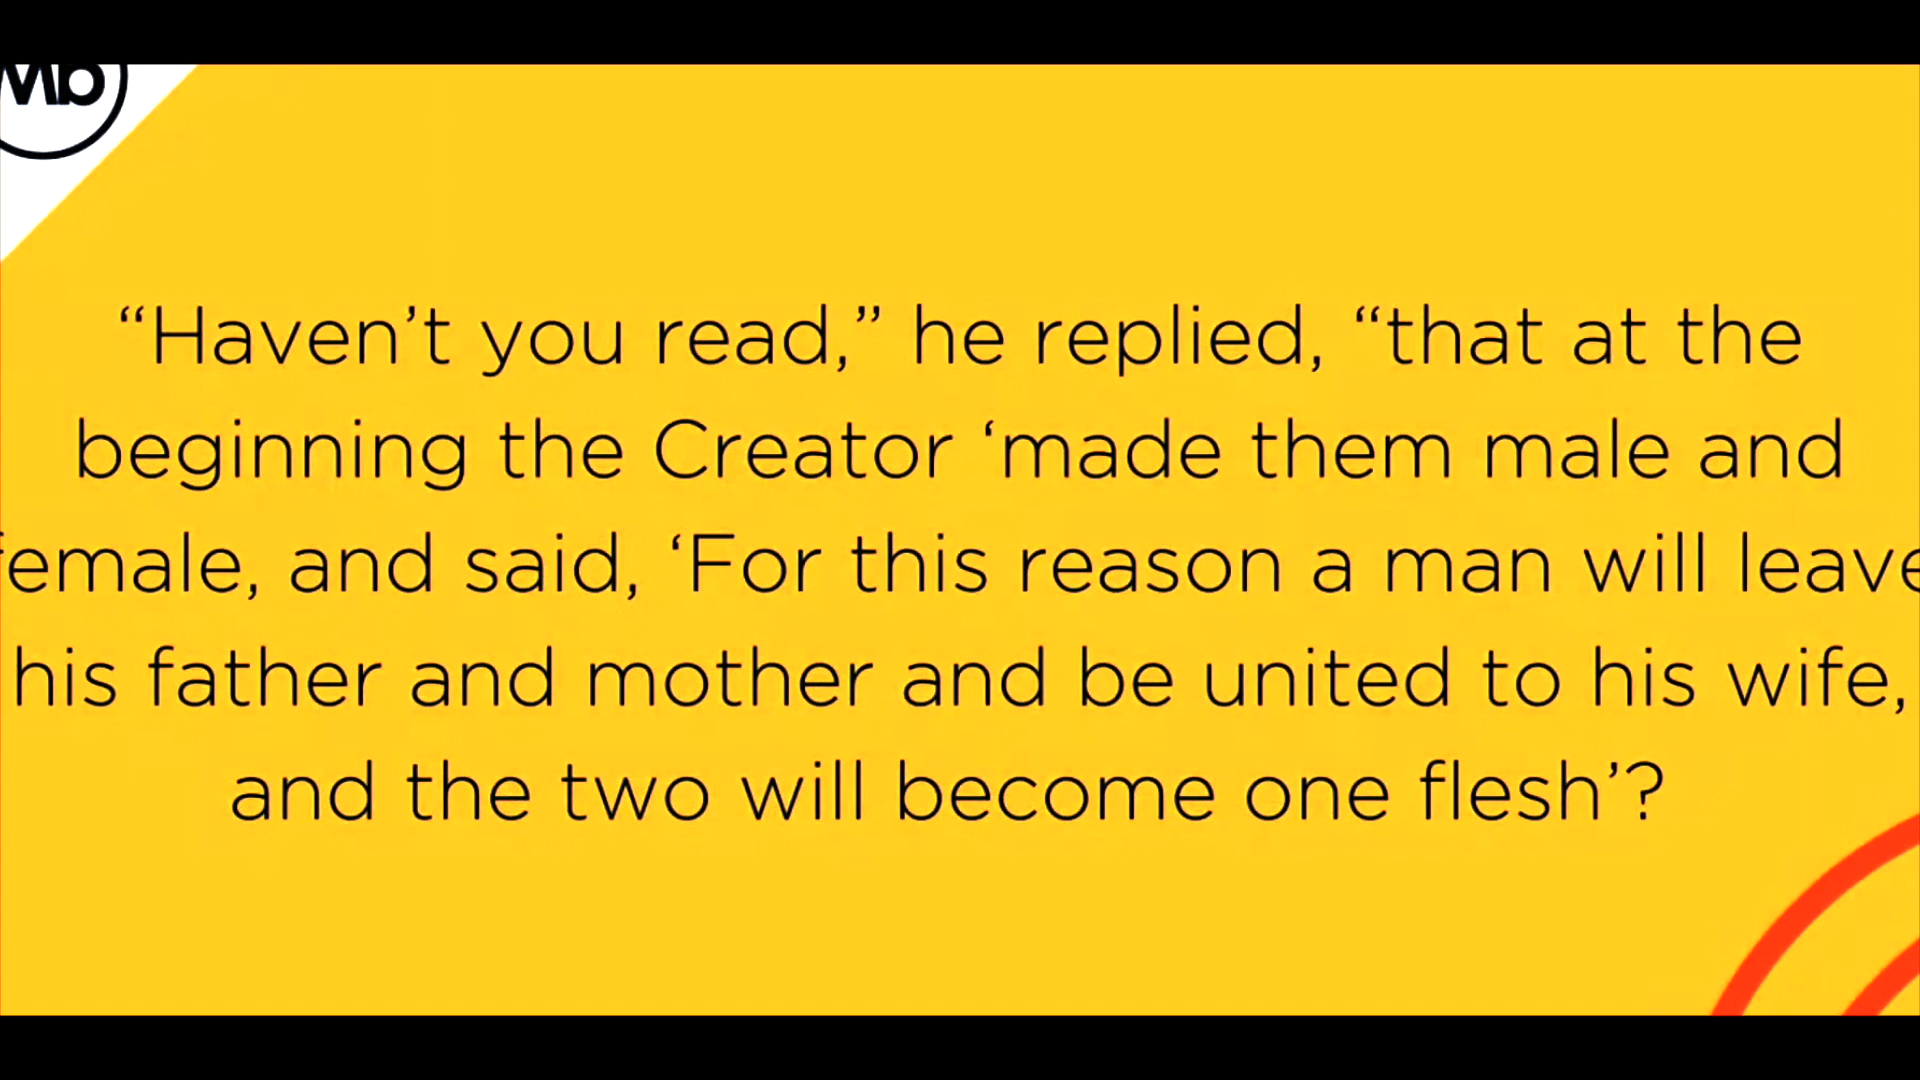 “Haven’t you read,” he replied, “that at the
beginning the Creator ‘made them male and
female, and said, ‘For this reason a man will leave
his father and mother and be united to his wife,
and the two will become one flesh’?